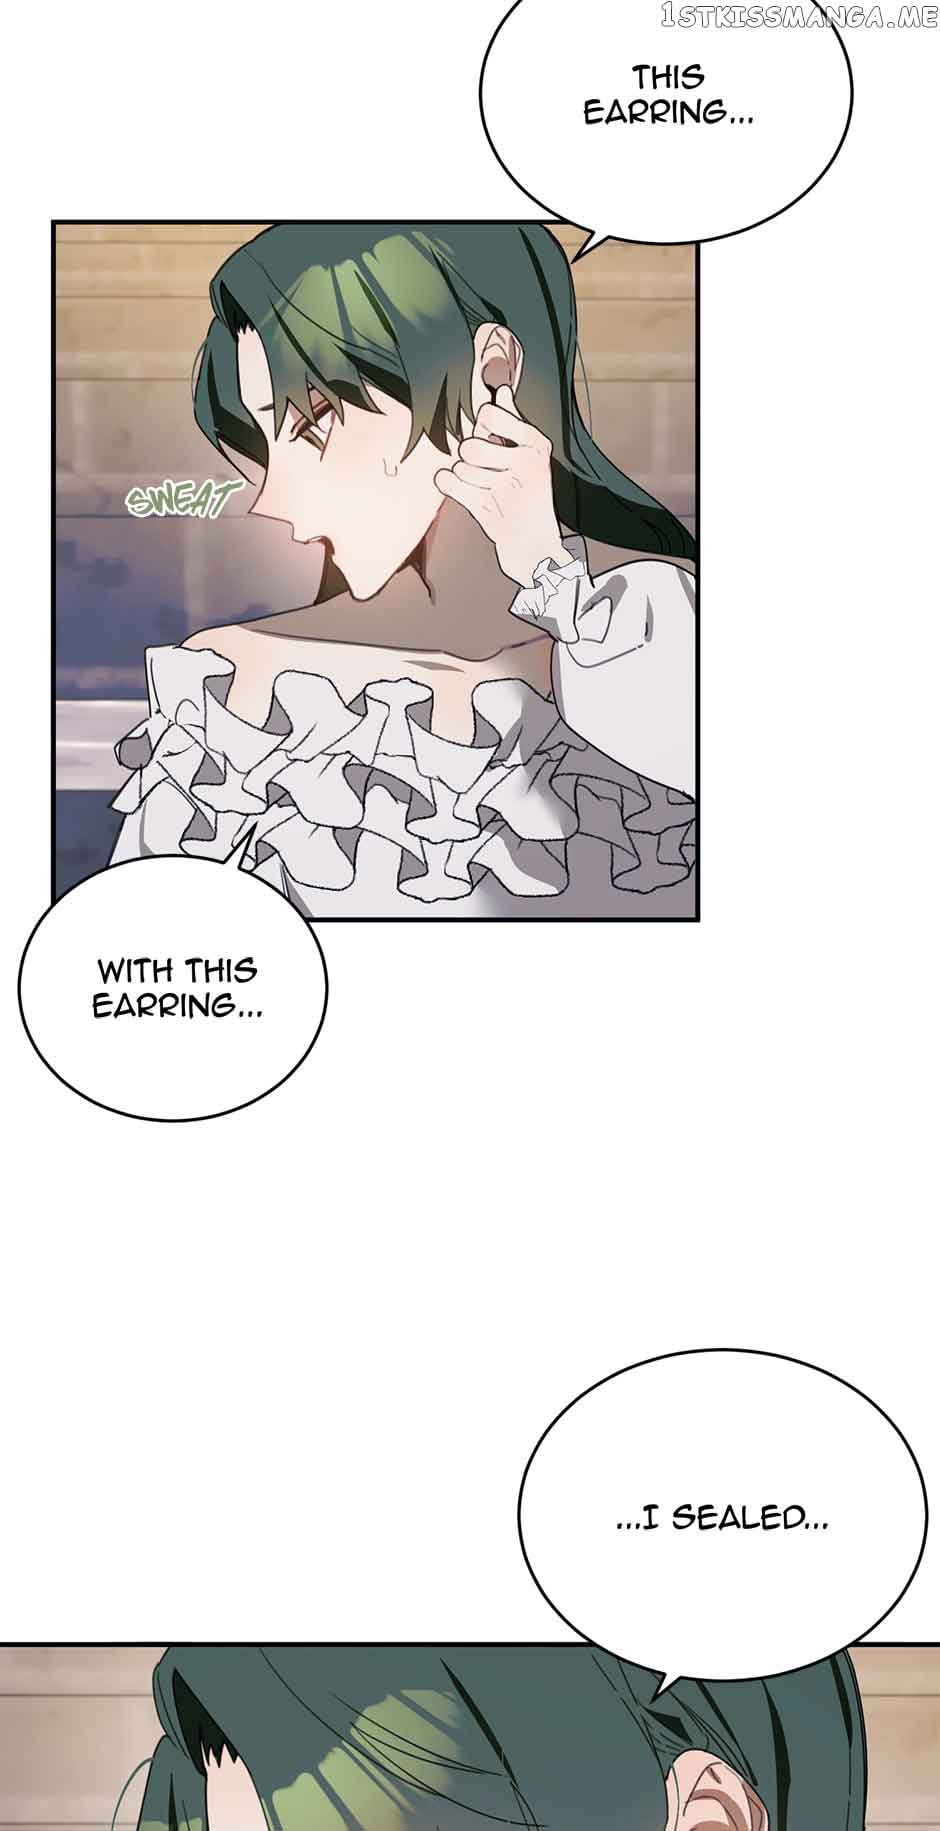 1STKISSMANGA.ME
THIS
EARRING...
SWEAT
WITH THIS
EARRING...
...I SEALED...